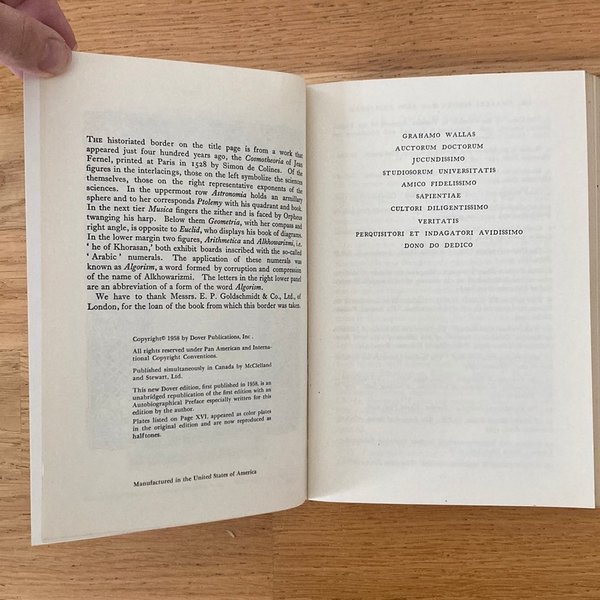 THE historiated border on the title page is from a work that
appeared just four hundred years ago, the Cosmotheoria of Jean
Fernel, printed at Paris in 1528 by Simon de Colines. Of the
figures in the interlacings, those on the left symbolize the sciences
themselves, those on the right representative exponents of the
sciences. In the uppermost row Astronomia holds an armillary
sphere and to her corresponds Ptolemy with his quadrant and book.
In the next tier Musica fingers the zither and is faced by Orpheus
twanging his harp. Below them Geometria, with her compass and
right angle, is opposite to Euclid, who displays his book of diagrams.
In the lower margin two figures, Arithmetica and Alkhowarizmi, i.e.
' he of Khorasan,' both exhibit boards inscribed with the so-called
' Arabic ' numerals. The application of these numerals was
known as Algorism, a word formed by corruption and compression
of the name of Alkhowarizmi. The letters in the right lower panel
are an abbreviation of a form of the word Algorism.
We have to thank Messrs. E. P. Goldschmidt & Co., Ltd., of
London, for the loan of the book from which this border was taken.
Copyright© 1958 by Dover Publications, Inc.
All rights reserved under Pan American and Interna-
tional Copyright Conventions.
Published simultaneously in Canada by McClelland
and Stewart, Ltd.
This new Dover edition, first published in 1958, is an
unabridged republication of the first edition with an
Autobiographical Preface especially written for this
edition by the author.
Plates listed on Page XVI, appeared as color plates
in the original edition and are now reproduced as
halftones.
Manufactured in the United States of America
GRAHAMO WALLAS
AUCTORUM DOCTORUM
JUCUNDISSIMO
STUDIOSORUM UNIVERSITATIS
AMICO FIDELISSIMO
SAPIENTIAE
CULTORI DILIGENTISSIMO
VERITATIS
PERQUISITORI ET INDAGATORI AVIDISSIMO
DONO DO DEDICO